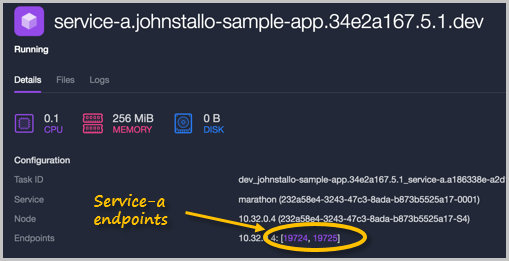 service-a.johnstallo-sample-app.34e2a167.5.1.dev
Running
Details Files Logs
0.1 256 MiB 0 B
CPU MEMORY DISK
Configuration
Task ID dev_johnstallo-sample-app.34e2a167.5.1_service-a.a186338e-a2d
Service marathon (232a58e4-3243-47c3-8ada-b873b5525a17-0001)
Service-a
endpoints
Node 10.32.0.4 (232a58e4-3243-47c3-8ada-b873b5525a17-S4)
Endpoints 10.32. .4: [19724, 19725]